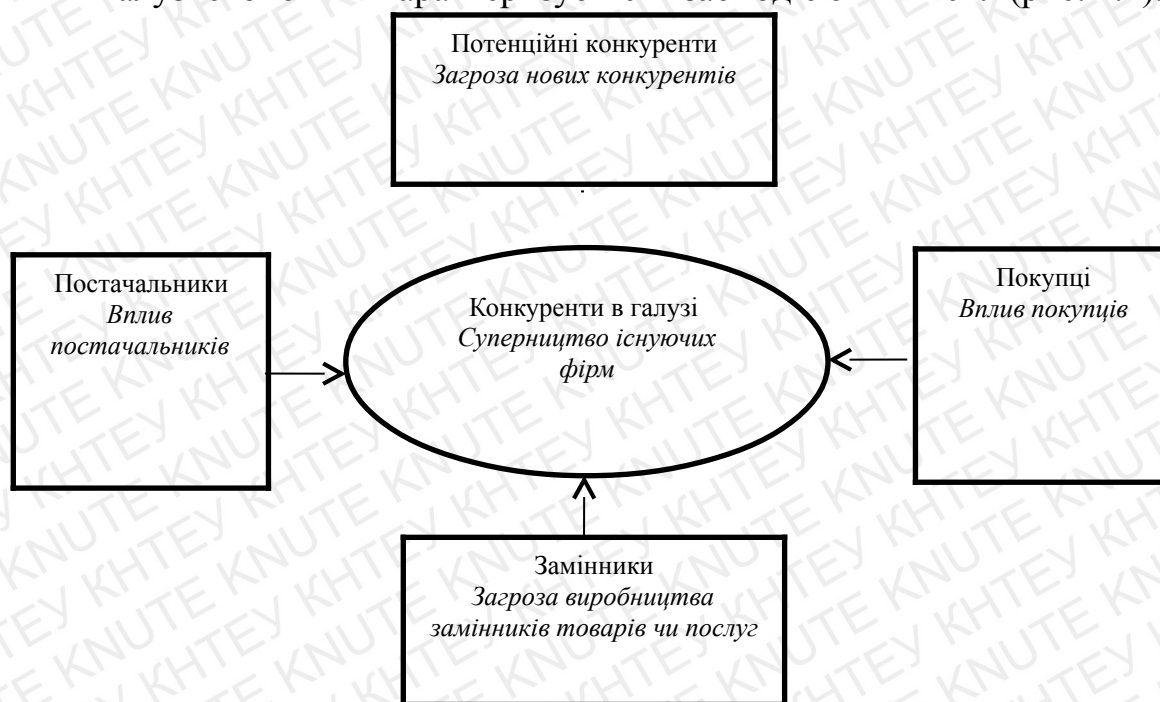 Потенційні конкуренти
Загроза нових конкурентів
Постачальники
Вплив
постачальників
Конкуренти в галузі
Суперництво існуючих
фірм
Покупці
Вплив покупців
Замінники
Загроза виробництва
замінників товарів чи послуг